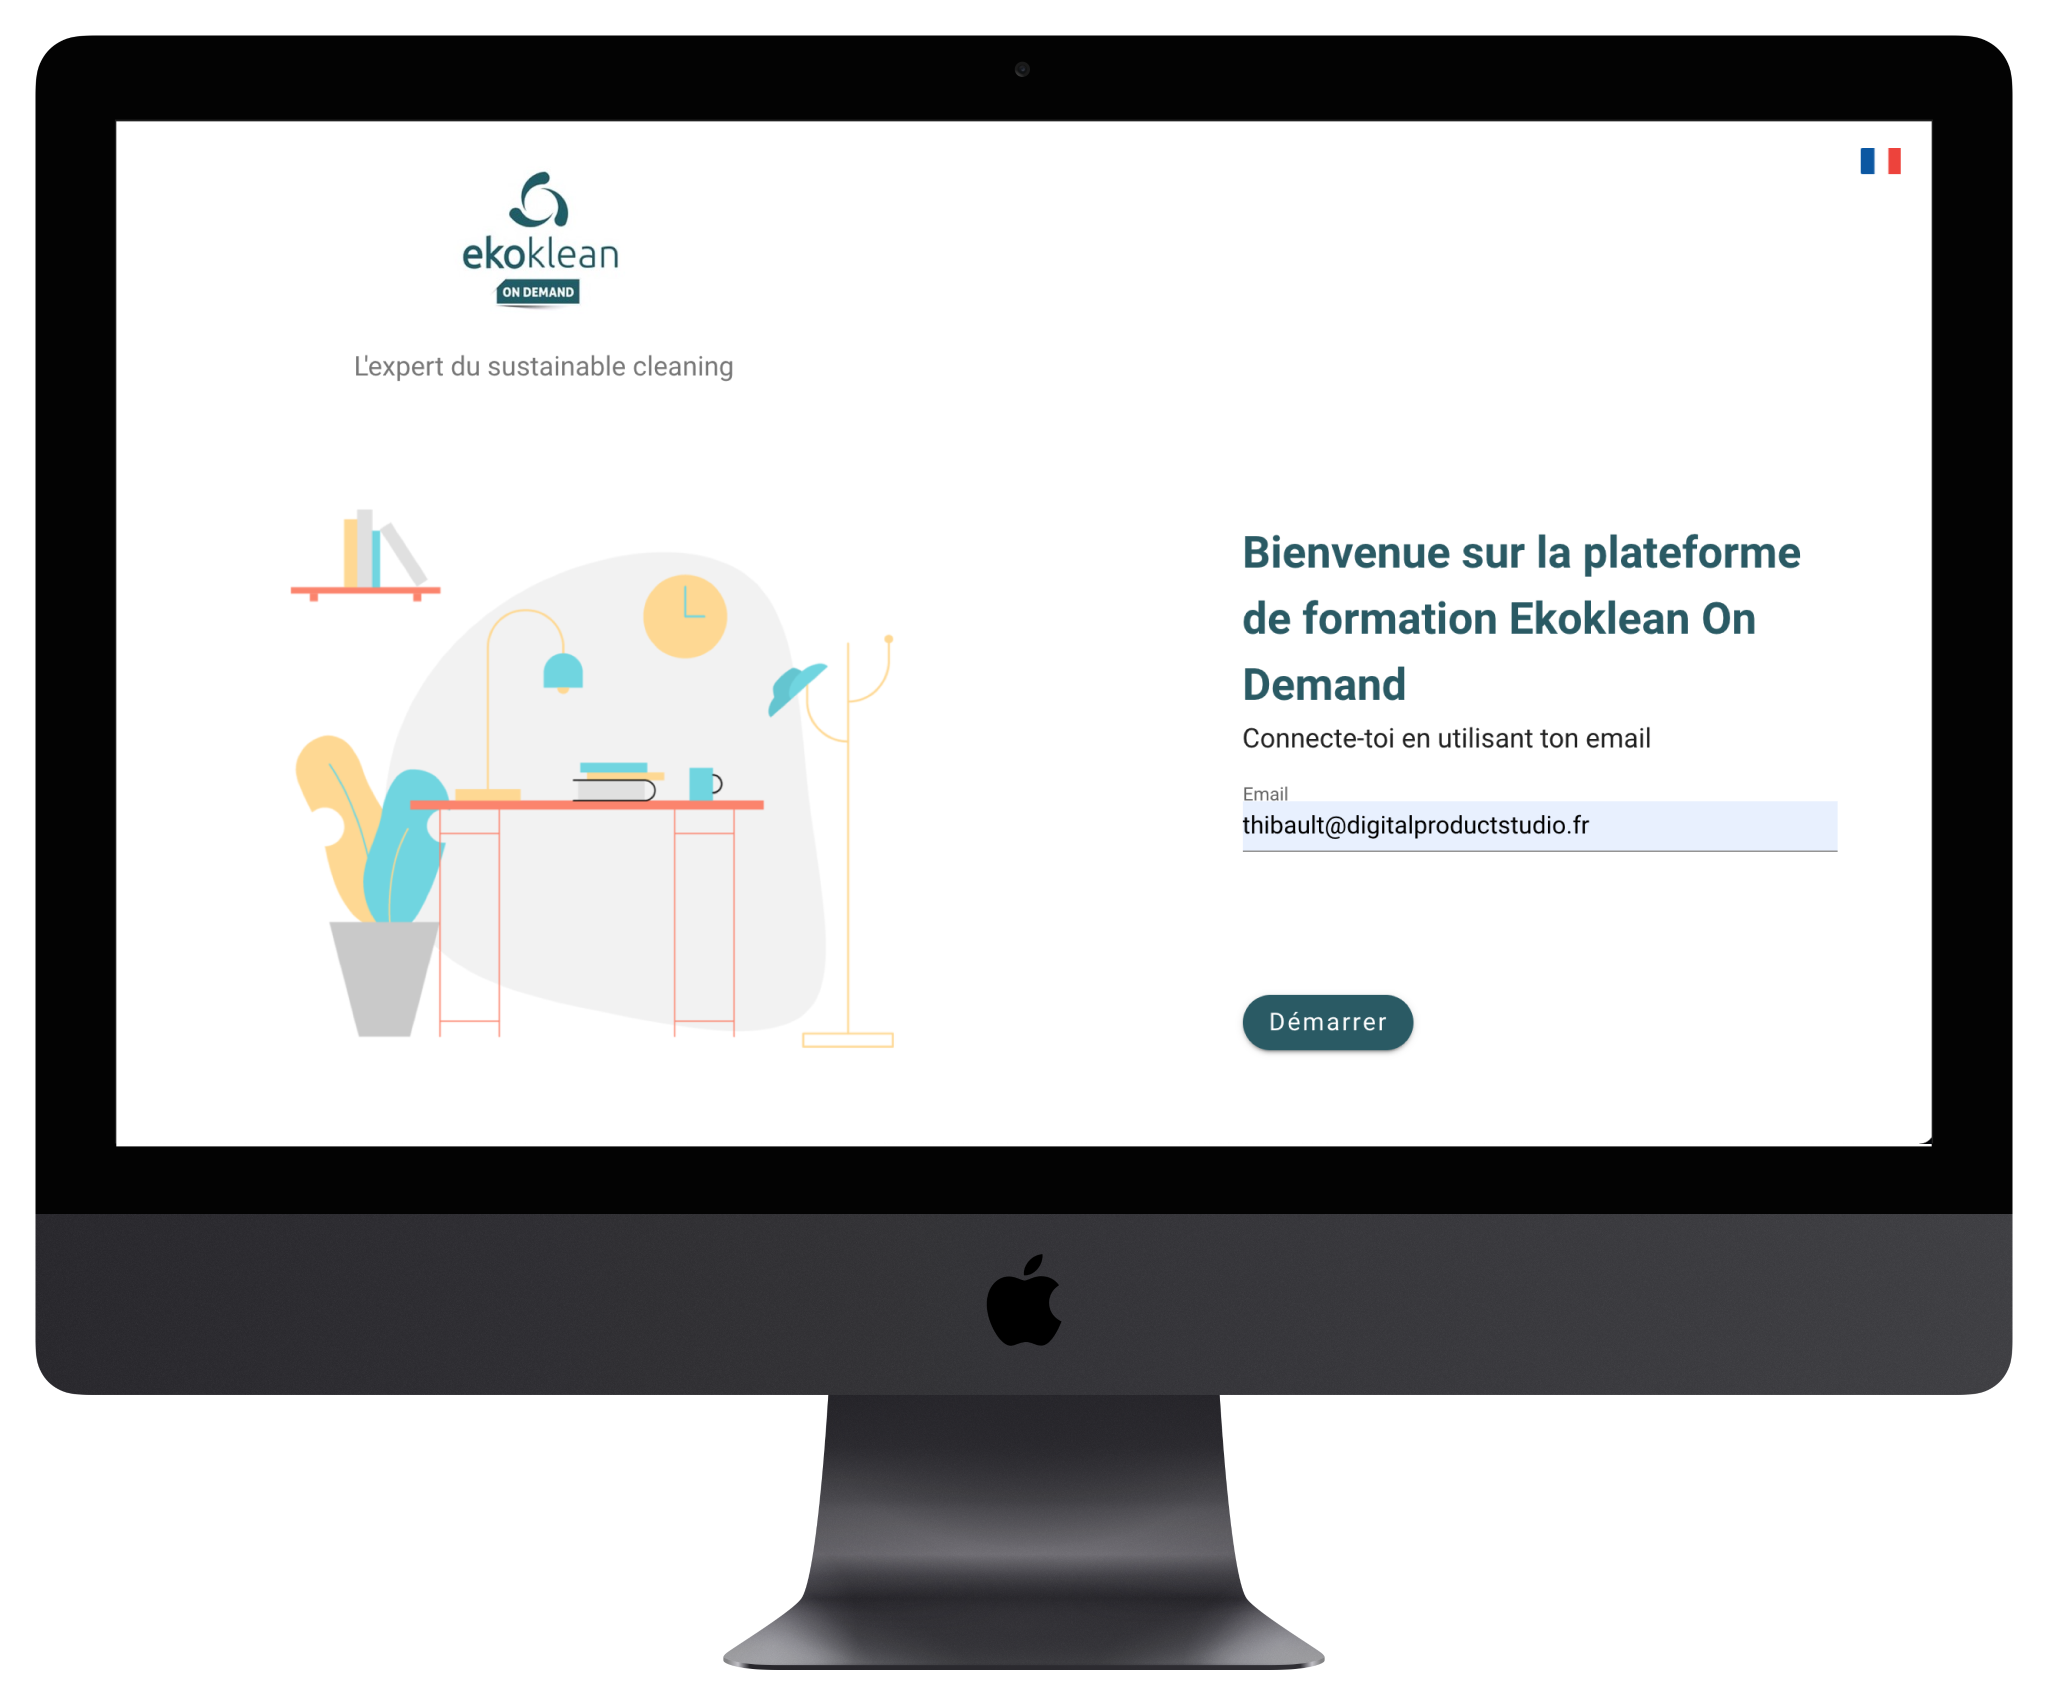 ekoklean
ON DEMAND
L'expert du sustainable cleaning
Bienvenue sur la plateforme
de formation Ekoklean On
Demand
Connecte-toi en utilisant ton email
Email
thibault@digitalproductstudio.fr
Démarrer